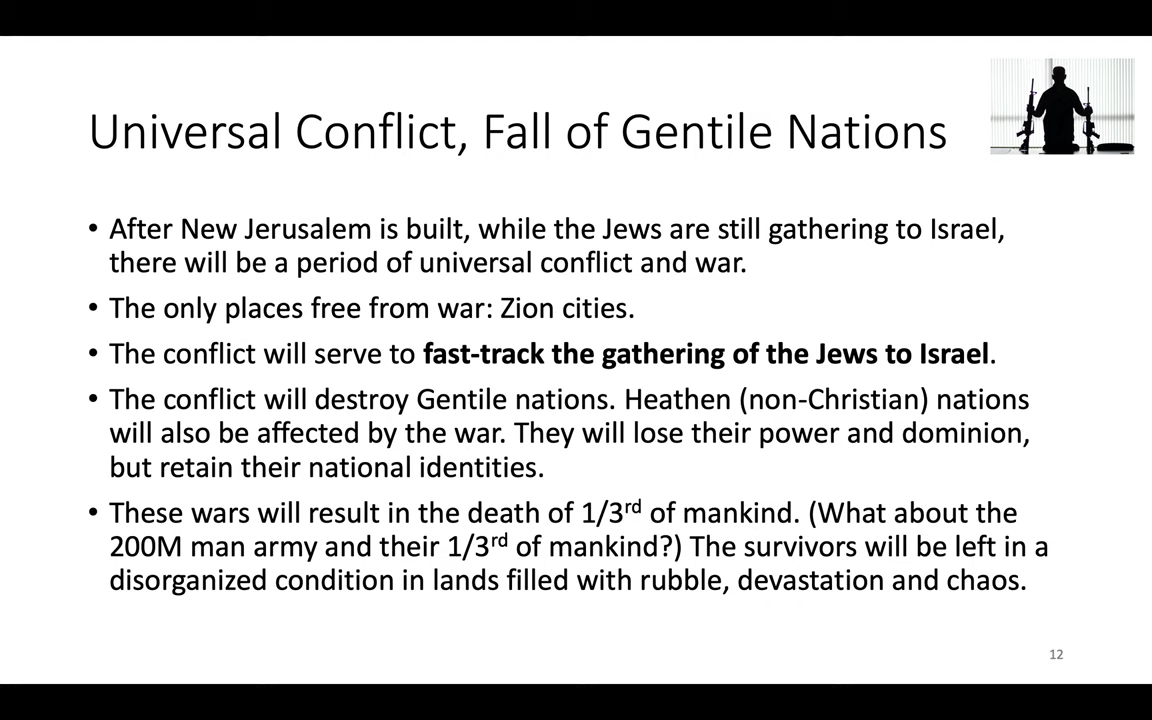 Universal Conflict, Fall of Gentile Nations
• After New Jerusalem is built, while the Jews are still gathering to Israel,
there will be a period of universal conflict and war.
• The only places free from war: Zion cities.
• The conflict will serve to fast-track the gathering of the Jews to Israel.
• The conflict will destroy Gentile nations. Heathen (non-Christian) nations
will also be affected by the war. They will lose their power and dominion,
but retain their national identities.
• These wars will result in the death of 1/3rd of mankind. (What about the
200M man army and their 1/3rd of mankind?) The survivors will be left in a
disorganized condition in lands filled with rubble, devastation and chaos.
12